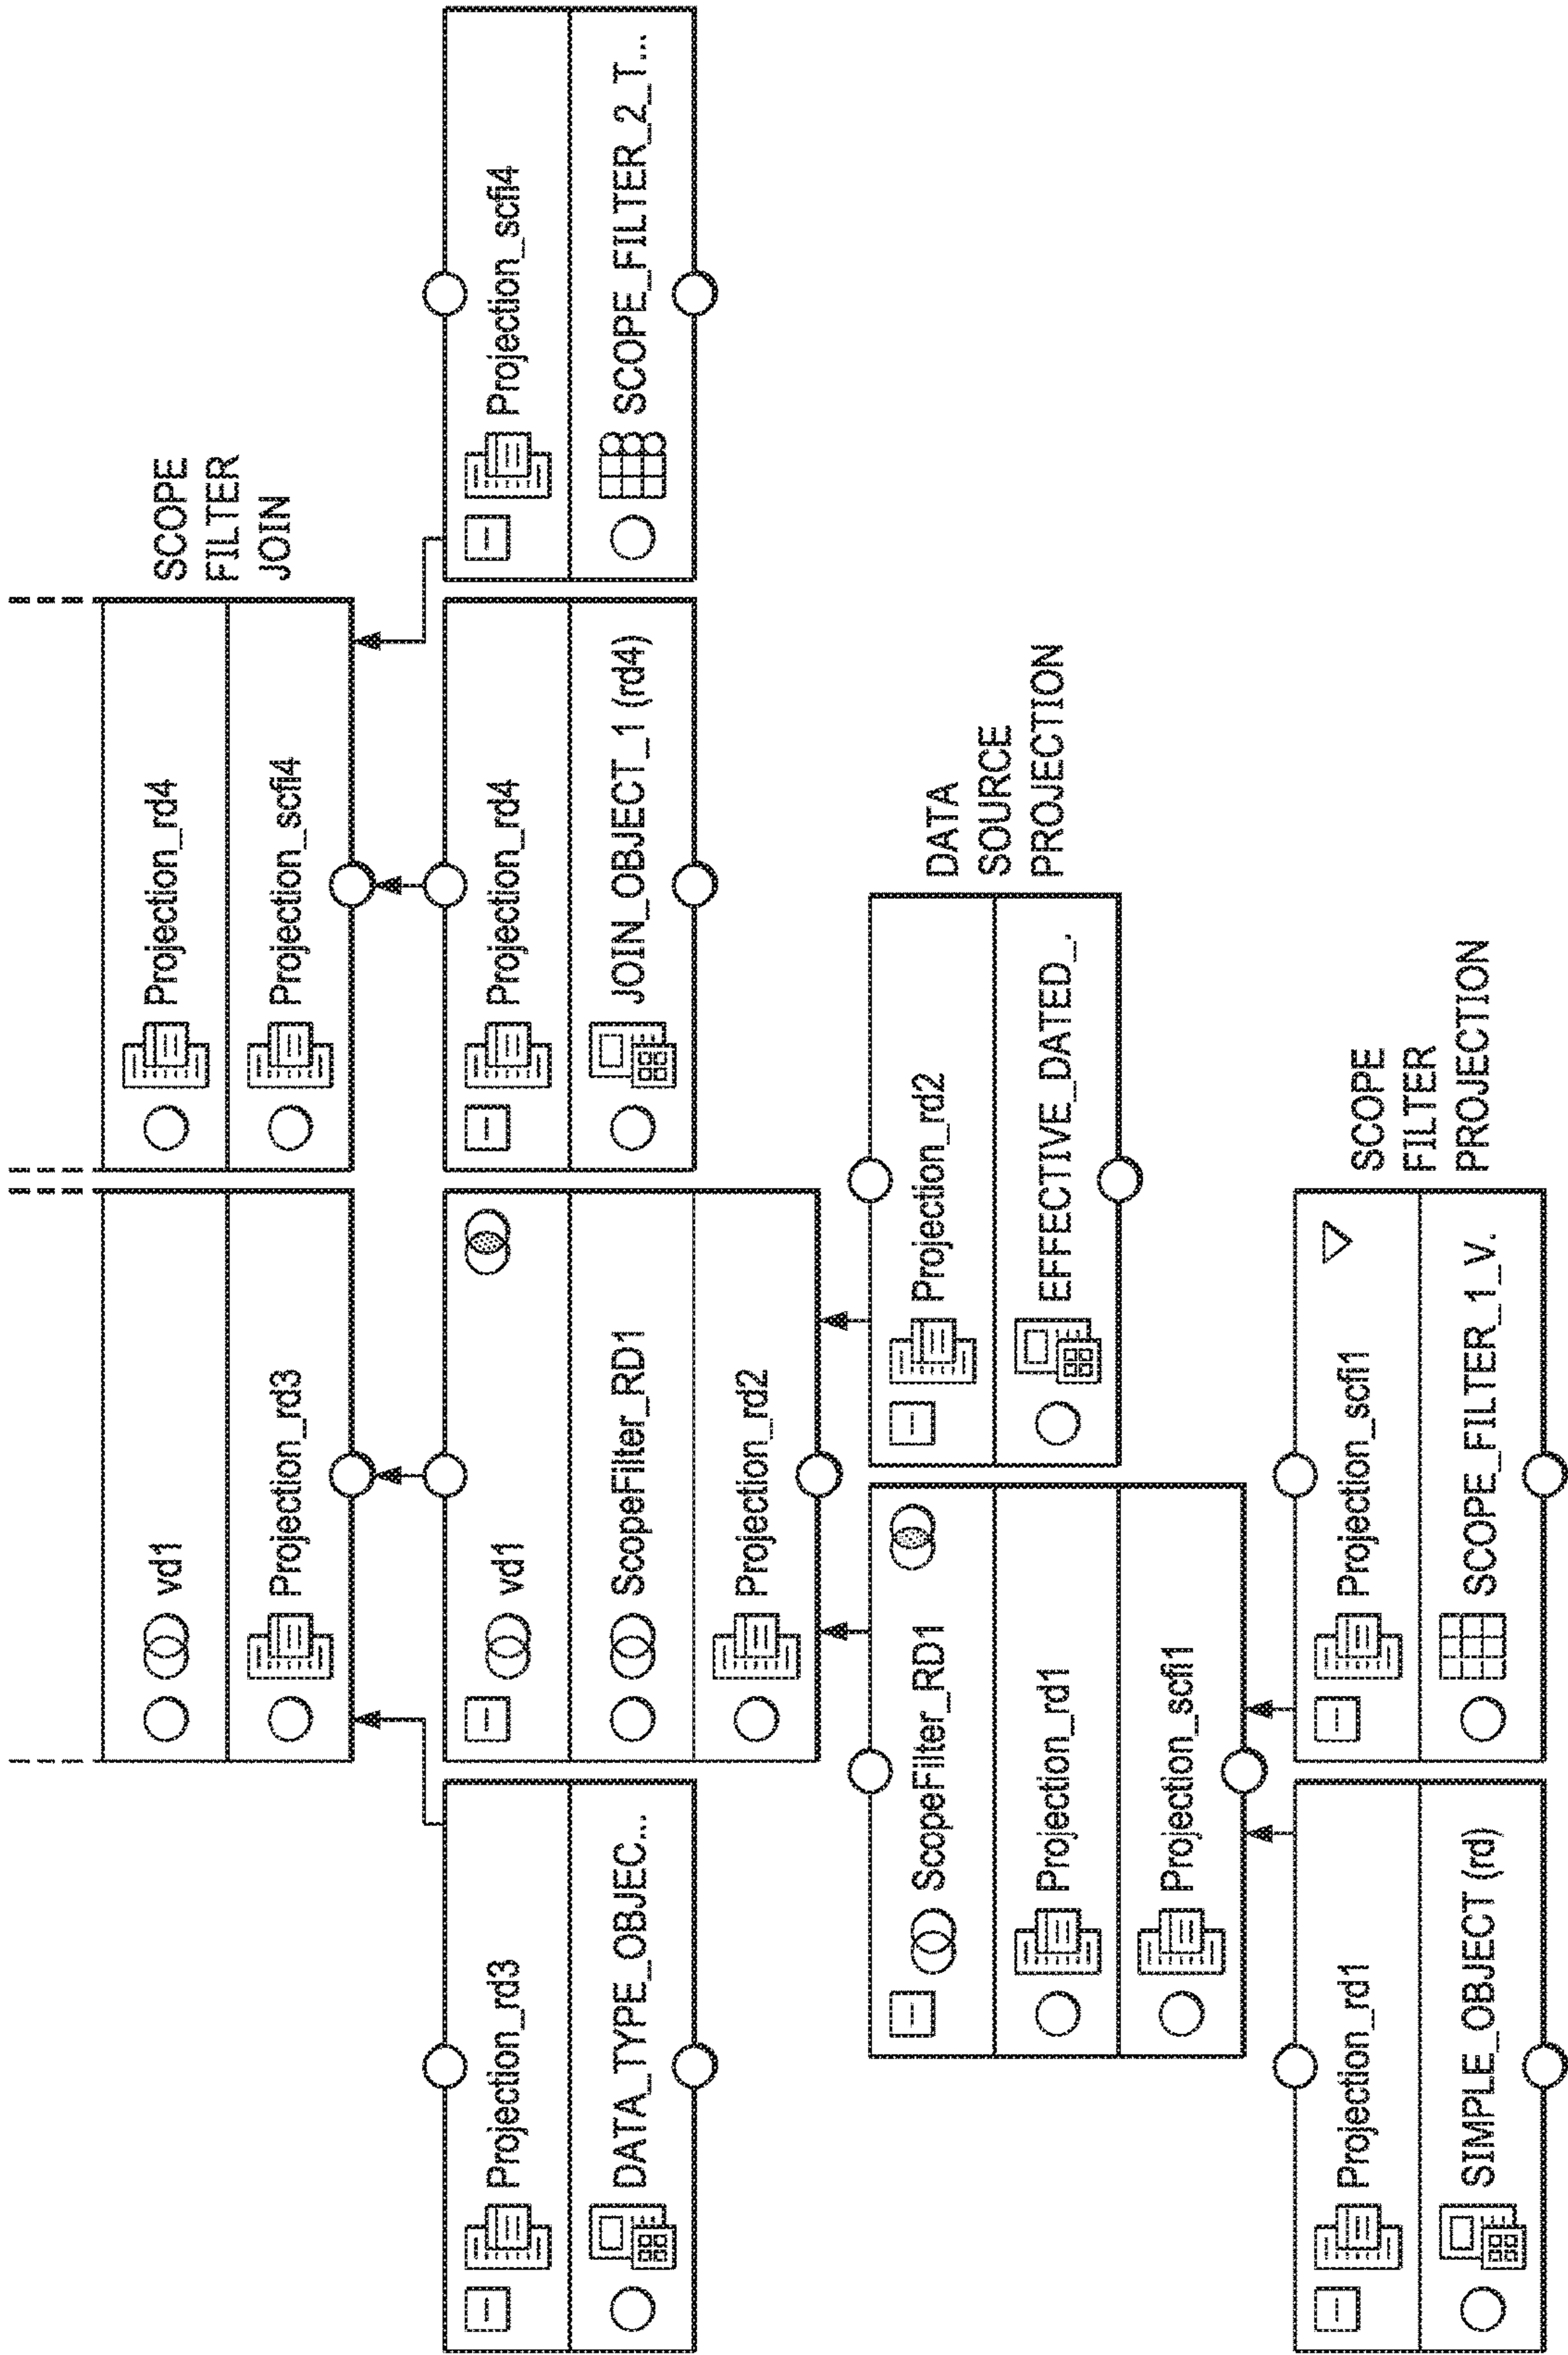 vd1
Projection_rd3
Projection_rd4
Projection_scfi4
SCOPE
FILTER
JOIN
Projection_rd3
DATA_TYPE_OBJEC...
vd1
ScopeFilter_RD1
Projection_rd2
Projection_rd4
JOIN_OBJECT_1 (rd4)
Projection_scfi4
SCOPE_FILTER_2_T...
ScopeFilter_RD1
Projection_rd1
Projection_scfi1
Projection_rd2
EFFECTIVE_DATED_.
DATA
SOURCE
PROJECTION
Projection_rd1
SIMPLE_OBJECT (rd)
Projection_scfi1
SCOPE_FILTER_1_V.
SCOPE
FILTER
PROJECTION